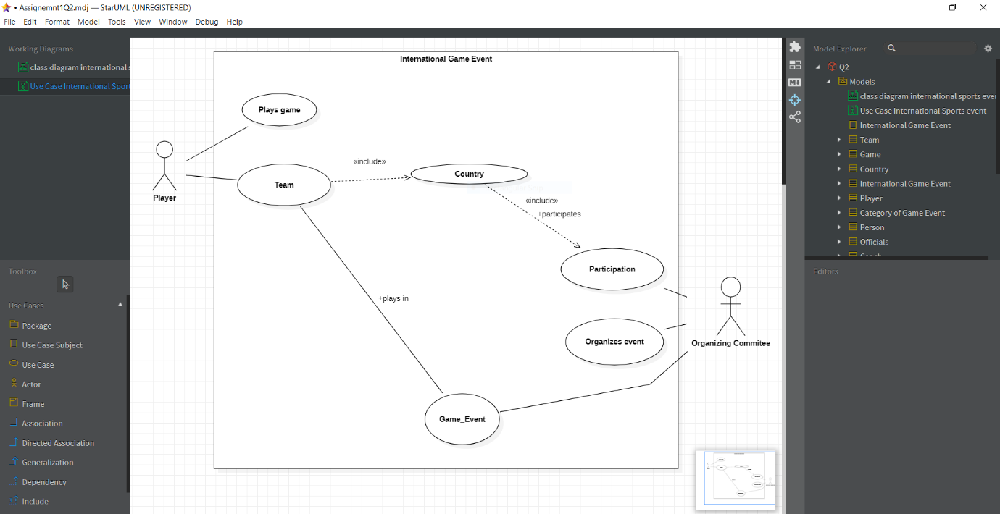 • Assignemnt1Q2.mdj — StarUML (UNREGISTERED)
File Edit Format Model Tools View Window Debug Help
Working Diagrams
class diagram international s
Use Case International Sport
Toolbox
Use Cases
Package
Use Case Subject
Use Case
Actor
Frame
Association
Directed Association
Generalization
Dependency
Include
International Game Event
Plays game
Player
Team
«include»
Country
«include»
+participates
Participation
+plays in
Organizes event
Organizing Commitee
Game_Event
Model Explorer
Q2
Models
class diagram international sports ever
Use Case International Sports event
International Game Event
Team
Game
Country
International Game Event
Player
Category of Game Event
Person
Officials
Coach
Editors